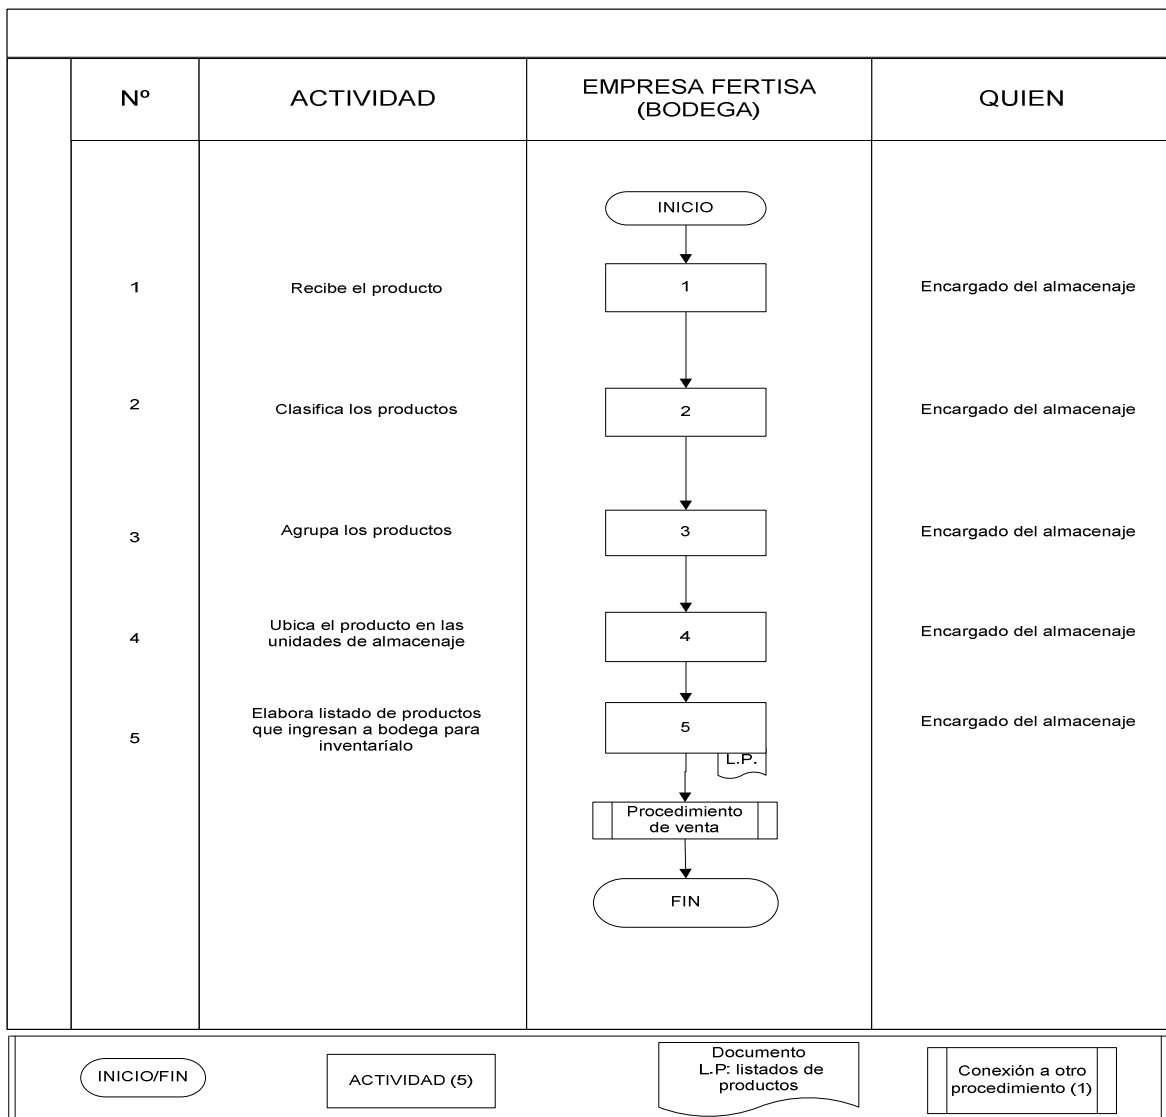 Nº
ACTIVIDAD
EMPRESA FERTISA
(BODEGA)
QUIEN
INICIO
1
Recibe el producto
1
Encargado del almacenaje
2
Clasifica los productos
2
Encargado del almacenaje
3
Agrupa los productos
3
Encargado del almacenaje
4
Ubica el producto en las
unidades de almacenaje
4
Encargado del almacenaje
5
Elabora listado de productos
que ingresan a bodega para
inventaríalo
5
Encargado del almacenaje
L.P.
Procedimiento
de venta
FIN
INICIO/FIN
ACTIVIDAD (5)
Documento
L.P: listados de
productos
Conexión a otro
procedimiento (1)